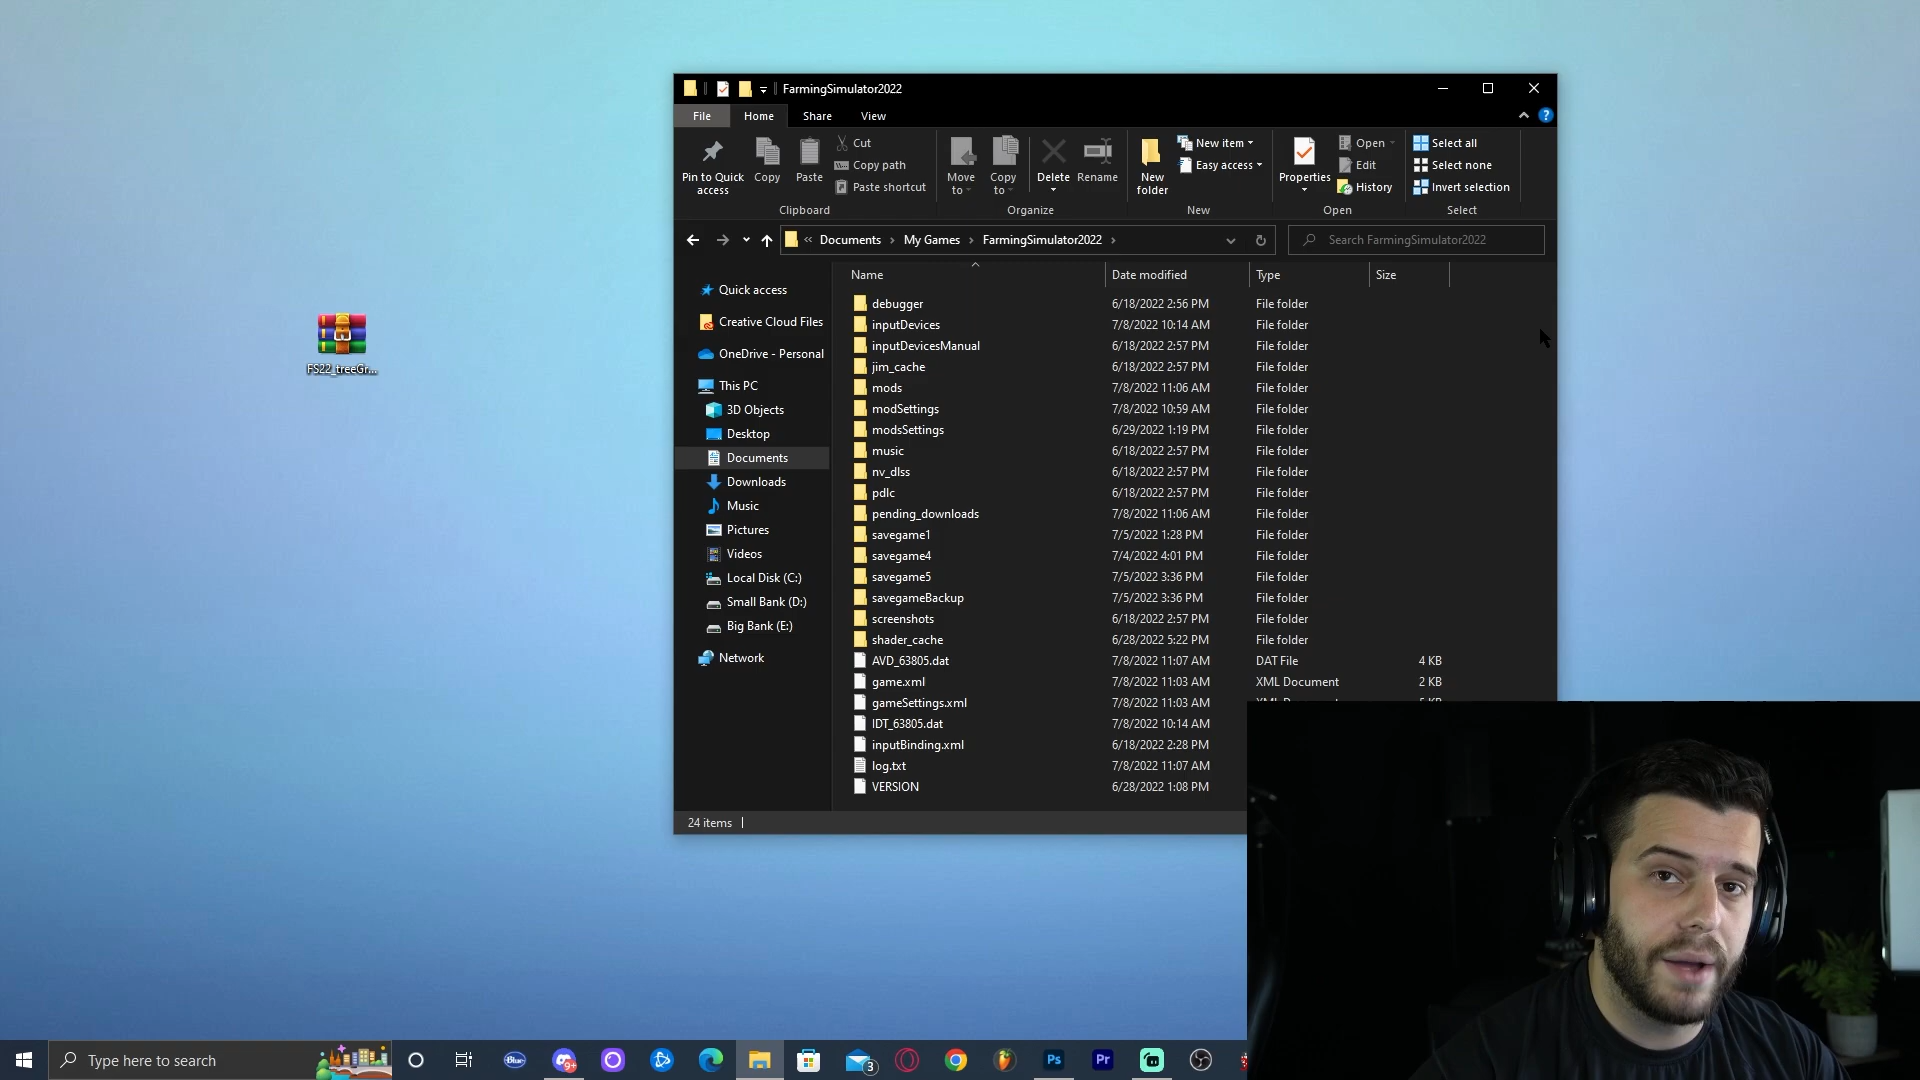 FarmingSimulator2022
File Home Share View
Pin to Quick access
Copy
Paste
Cut
Copy path
Paste shortcut
Clipboard
Move to
Copy to
Delete
Rename
Organize
New folder
New item
Easy access
New
Properties
Open
Edit
History
Open
Select all
Select none
Invert selection
Select
« Documents › My Games › FarmingSimulator2022 ›
Search FarmingSimulator2022
Quick access
Creative Cloud Files
OneDrive - Personal
This PC
3D Objects
Desktop
Documents
Downloads
Music
Pictures
Videos
Local Disk (C:)
Small Bank (D:)
Big Bank (E:)
Network
Name Date modified Type Size
debugger 6/18/2022 2:56 PM File folder
inputDevices 7/8/2022 10:14 AM File folder
inputDevicesManual 6/18/2022 2:57 PM File folder
jim_cache 6/18/2022 2:57 PM File folder
mods 7/8/2022 11:06 AM File folder
modSettings 7/8/2022 10:59 AM File folder
modsSettings 6/29/2022 1:19 PM File folder
music 6/18/2022 2:57 PM File folder
nv_dlss 6/18/2022 2:57 PM File folder
pdlc 6/18/2022 2:57 PM File folder
pending_downloads 7/8/2022 11:06 AM File folder
savegame1 7/5/2022 1:28 PM File folder
savegame4 7/4/2022 4:01 PM File folder
savegame5 7/5/2022 3:36 PM File folder
savegameBackup 7/5/2022 3:36 PM File folder
screenshots 6/18/2022 2:57 PM File folder
shader_cache 6/28/2022 5:22 PM File folder
AVD_63805.dat 7/8/2022 11:07 AM DAT File 4 KB
game.xml 7/8/2022 11:03 AM XML Document 2 KB
gameSettings.xml 7/8/2022 11:03 AM
IDT_63805.dat 7/8/2022 10:14 AM
inputBinding.xml 6/18/2022 2:28 PM
log.txt 7/8/2022 11:07 AM
VERSION 6/28/2022 1:08 PM
24 items
FS22_treeGr...
Type here to search
Blue
9+
3
Ps
Pr